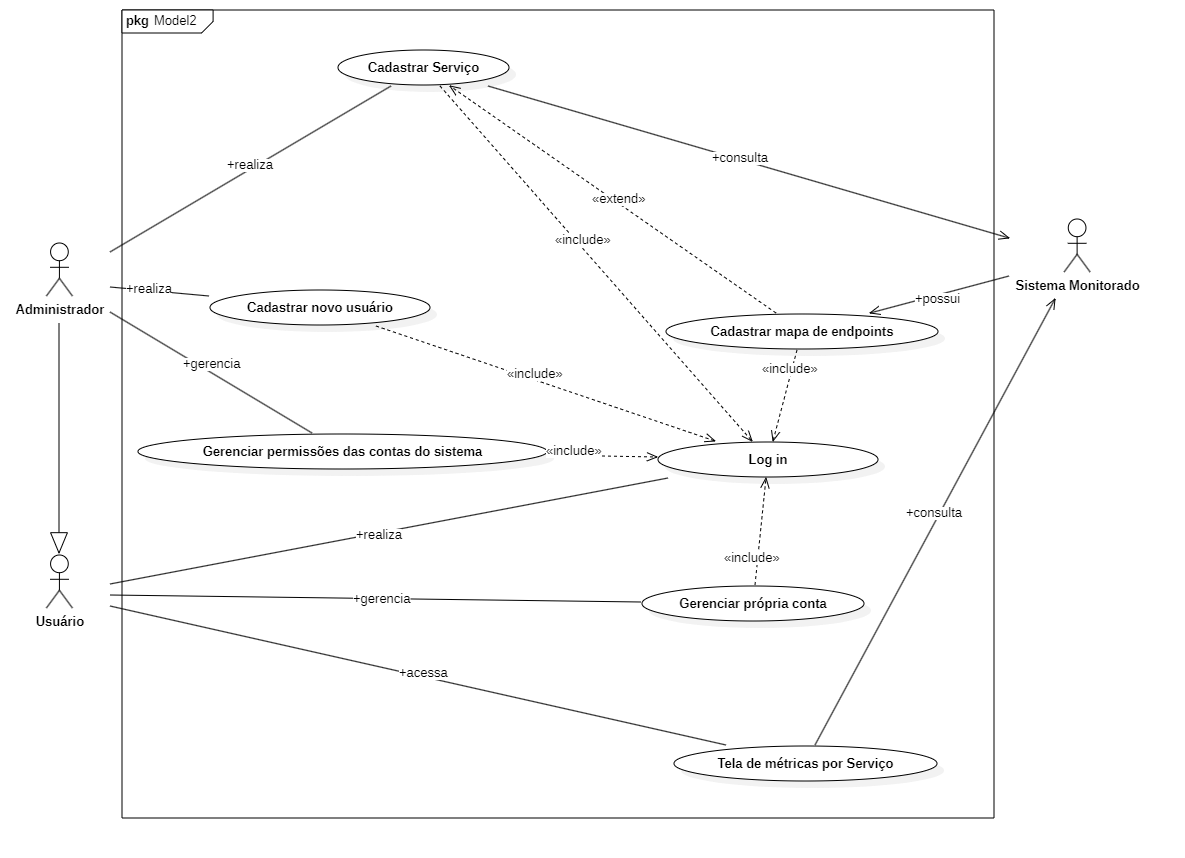 pkg Model2
Cadastrar Serviço
+realiza
+consulta
«extend»
«include»
Sistema Monitorado
+realiza
Administrador
Cadastrar novo usuário
+possui
Cadastrar mapa de endpoints
+gerencia
«include»
«include»
Gerenciar permissões das contas do sistema
«include»
Log in
+consulta
+realiza
«include»
+gerencia
Gerenciar própria conta
Usuário
+acessa
Tela de métricas por Serviço